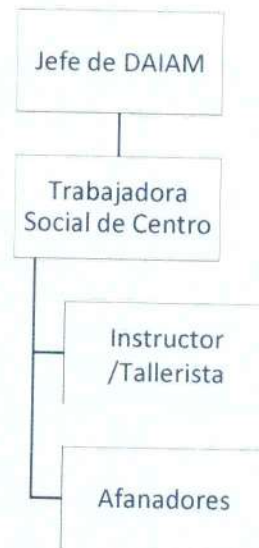 Jefe de DAIAM
Trabajadora
Social de Centro
Instructor
/Tallerista
Afanadores